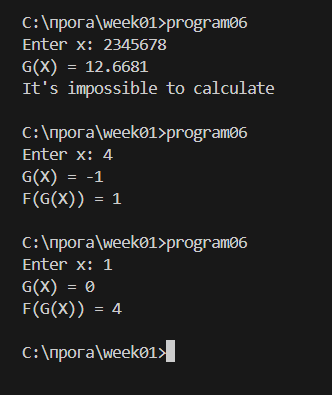 C:\прога\week01>program06
Enter x: 2345678
G(X) = 12.6681
It's impossible to calculate
C:\прога\week01>program06
Enter x: 4
G(X) = -1
F(G(X)) = 1
C:\прога\week01>program06
Enter x: 1
G(X) = 0
F(G(X)) = 4
C:\прога\week01>